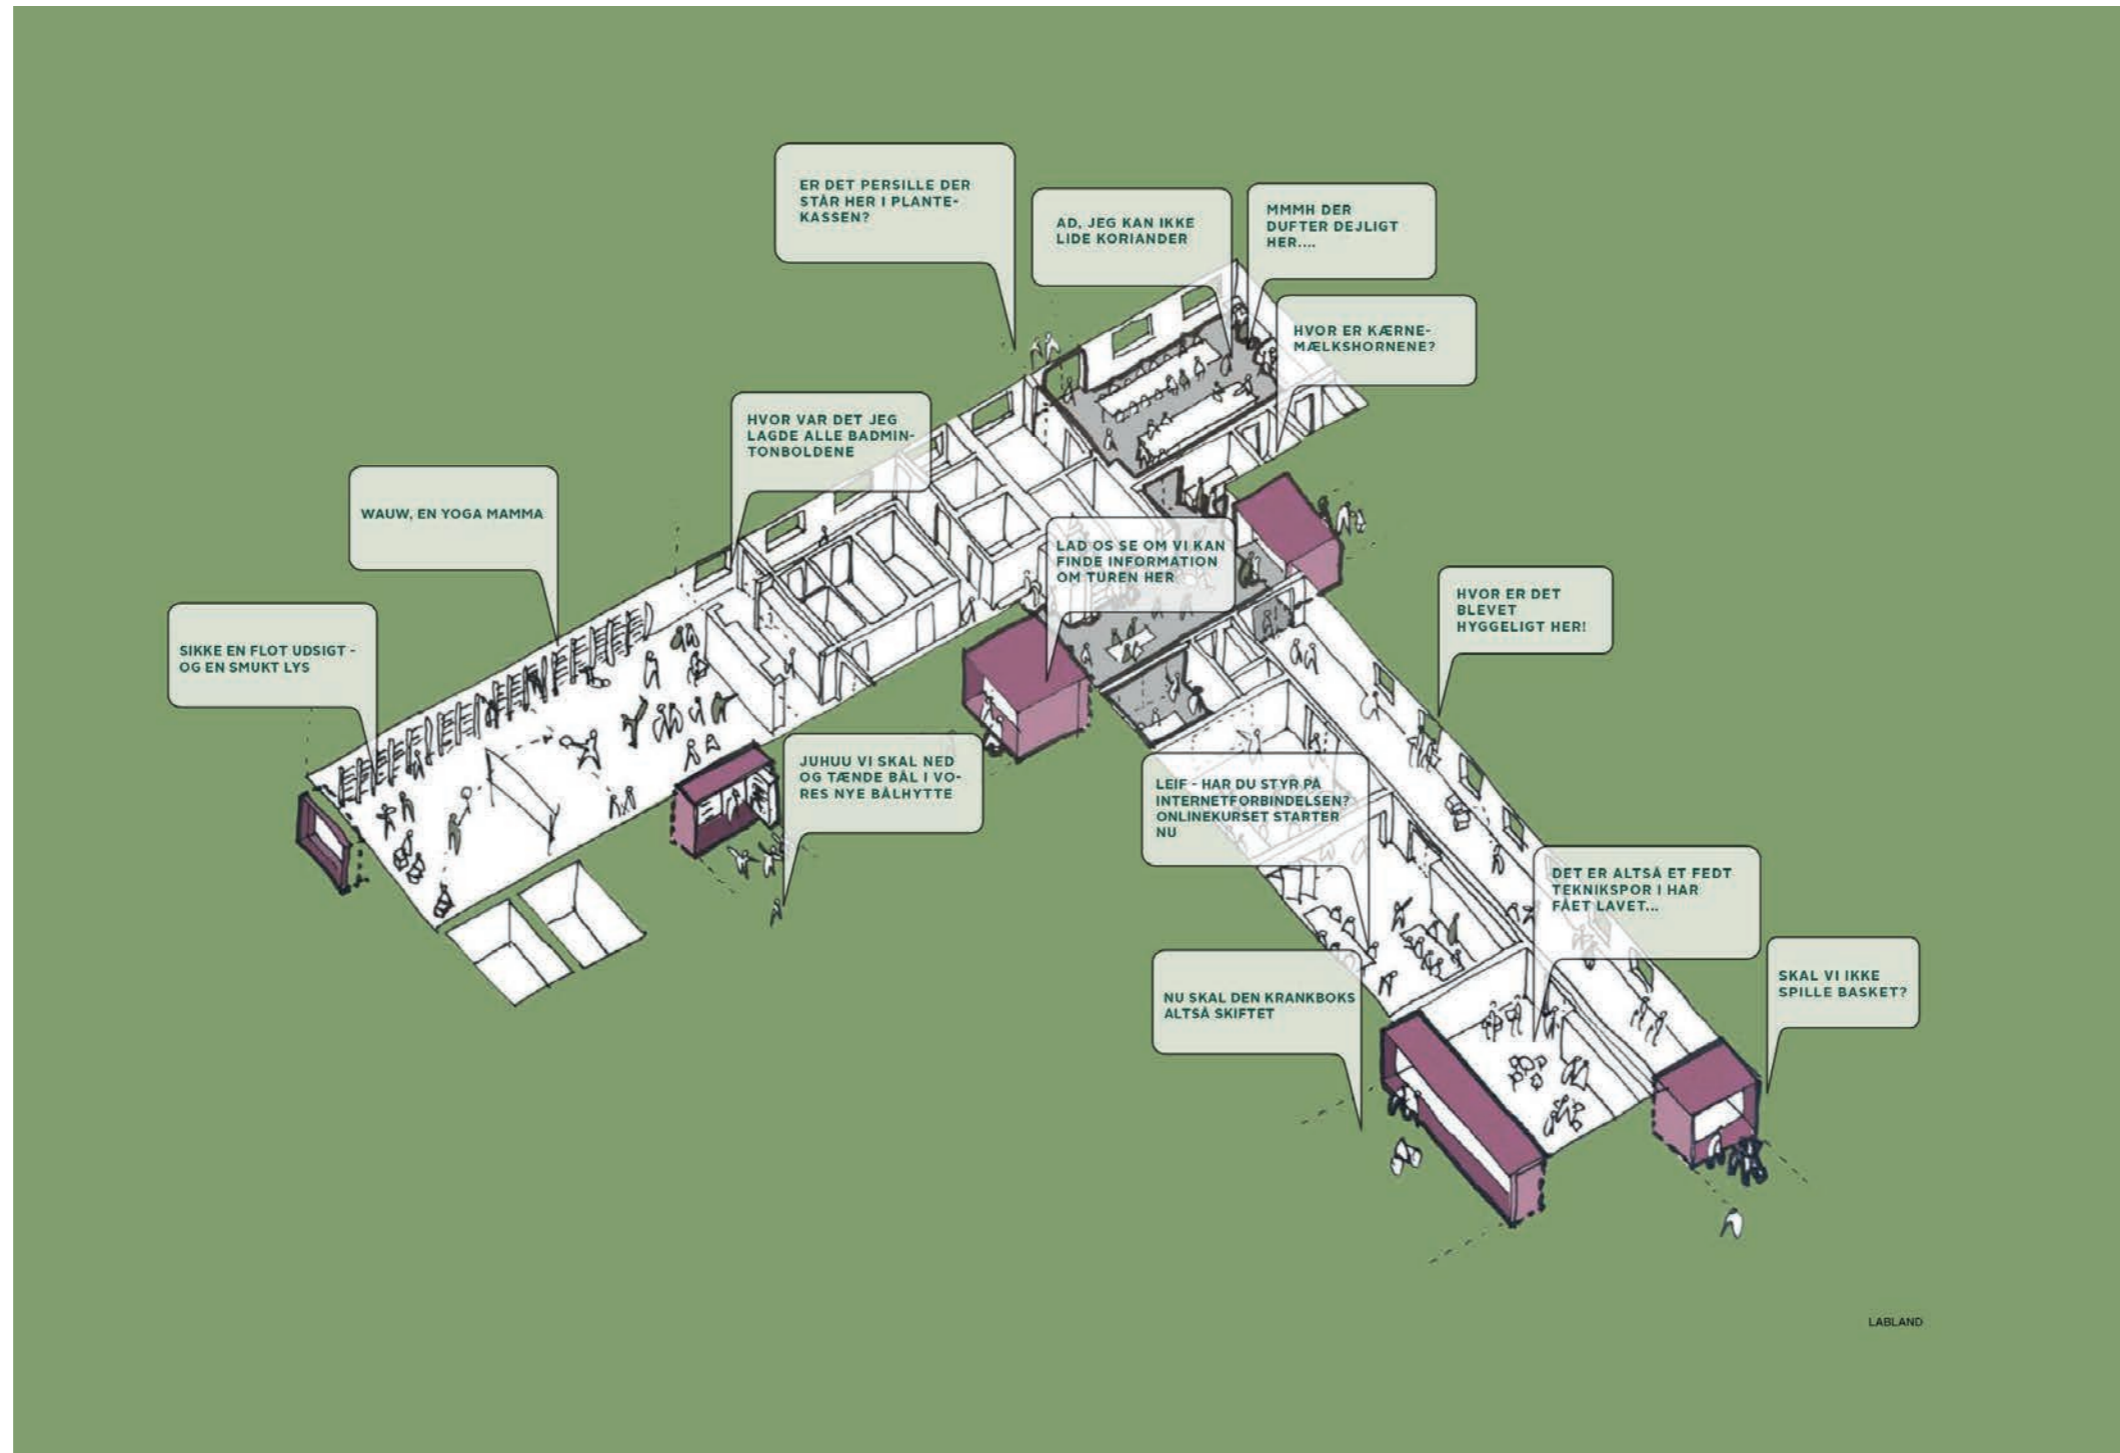 ER DET PERSILLE DER
STÅR HER I PLANTE-
KASSEN?
AD, JEG KAN IKKE
LIDE KORIANDER
MMMH DER
DUFTER DEJLIGT
HER....
HVOR ER KÆRNE-
MÆLKSHORNENE?
HVOR VAR DET JEG
LAGDE ALLE BADMIN-
TONBOLDENE
WAUW, EN YOGA MAMMA
LAD OS SE OM VI KAN
FINDE INFORMATION
OM TUREN HER
HVOR ER DET
BLEVET
HYGGELIGT HER!
SIKKE EN FLOT UDSIGT -
OG EN SMUKT LYS
JUHUU VI SKAL NED
OG TÆNDE BÅL I VO-
RES NYE BÅLHYTTE
LEIF - HAR DU STYR PÅ
INTERNETFORBINDELSEN?
ONLINEKURSET STARTER
NU
DET ER ALTSÅ ET FEDT
TEKNIKSPOR I HAR
FÅET LAVET...
NU SKAL DEN KRANKBOKS
ALTSÅ SKIFTET
SKAL VI IKKE
SPILLE BASKET?
LABLAND